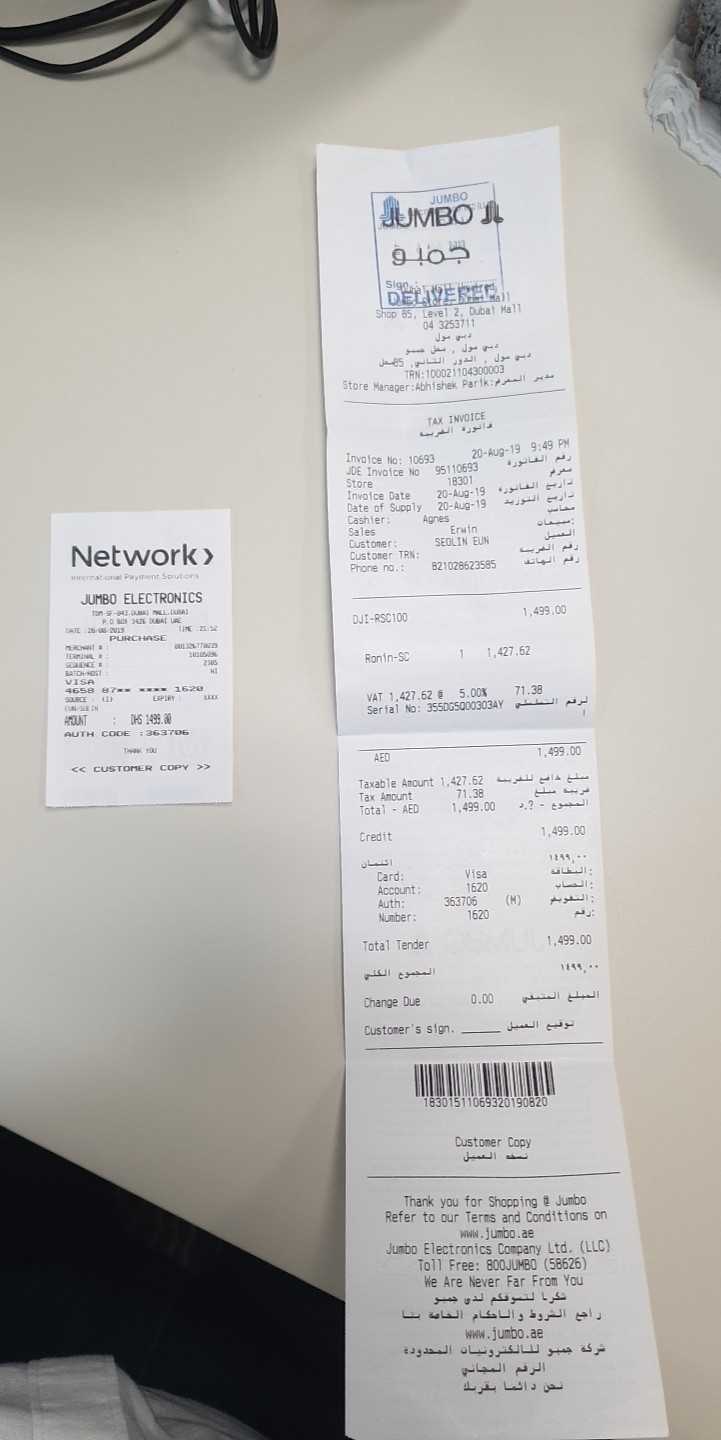 Network>
International Payment Solutions
JUMBO ELECTRONICS
TOM-SF-043,DUBAI MALL,DUBAI
P.O BOX 3426 DUBAI UAE
DATE :20-08-2019 TIME :21:52
PURCHASE
MERCHANT # :
TERMINAL # :
SEQUENCE # : 2305
BATCH-HOST :
VISA
4658 87** **** 1620
SOURCE : (I) EXPIRY : XXXX
EUN/SEOLIN
AMOUNT : DHS 1499.00
AUTH CODE :363706
THANK YOU
<< CUSTOMER COPY >>
JUMBO
JUMBO
جمبو
Sign.
DELIVERED
Shop 85, Level 2, Dubai Mall
04 3253711
دبي مول
دبي مول , محل جمبو
دبي مول , الدور الثاني, 85محل
TRN:100021104300003
Store Manager:Abhishek Parik:مدير المعرض
TAX INVOICE
فاتورة الضريبة
20-Aug-19 9:49 PM
Invoice No: 10693 رقم الفاتورة
JDE Invoice No 95110693
Store 18301 معرض
Invoice Date 20-Aug-19 تاريخ الفاتورة
Date of Supply 20-Aug-19 تاريخ التوريد
Cashier: Agnes محاسب
Sales Erwin مبيعات:
Customer: SEOLIN EUN العميل
Customer TRN: رقم الضريبة
Phone no.: 821028623585 رقم الهاتف
DJI-RSC100 1,499.00
Ronin-SC 1 1,427.62
VAT 1,427.62 @ 5.00% 71.38
Serial No: 355DG5Q00303AY لرقم التسلسلي
ا
AED 1,499.00
Taxable Amount 1,427.62 مبلغ خاضع للضريبة
Tax Amount 71.38 ضريبة مبلغ
Total - AED 1,499.00 المجموع - ?.د
Credit 1,499.00
ائتمان ١٤٩٩,٠٠
Card: Visa البطاقة:
Account: 1620 الحساب:
Auth: 363706 (M) التفويض:
Number: 1620 رقم:
Total Tender 1,499.00
المجموع الكلي ١٤٩٩,٠٠
Change Due 0.00 المبلغ المتبقي
Customer's sign. ______ توقيع العميل
18301511069320190820
Customer Copy
نسخه العميل
Thank you for Shopping @ Jumbo
Refer to our Terms and Conditions on
www.jumbo.ae
Jumbo Electronics Company Ltd. (LLC)
Toll Free: 800JUMBO (58626)
We Are Never Far From You
شكرا لتسوقكم لدى جمبو
راجع الشروط والاحكام الخاصة بنا
www.jumbo.ae
شركة جمبو للالكترونيات المحدودة
الرقم المجاني
نحن دائما بقربك